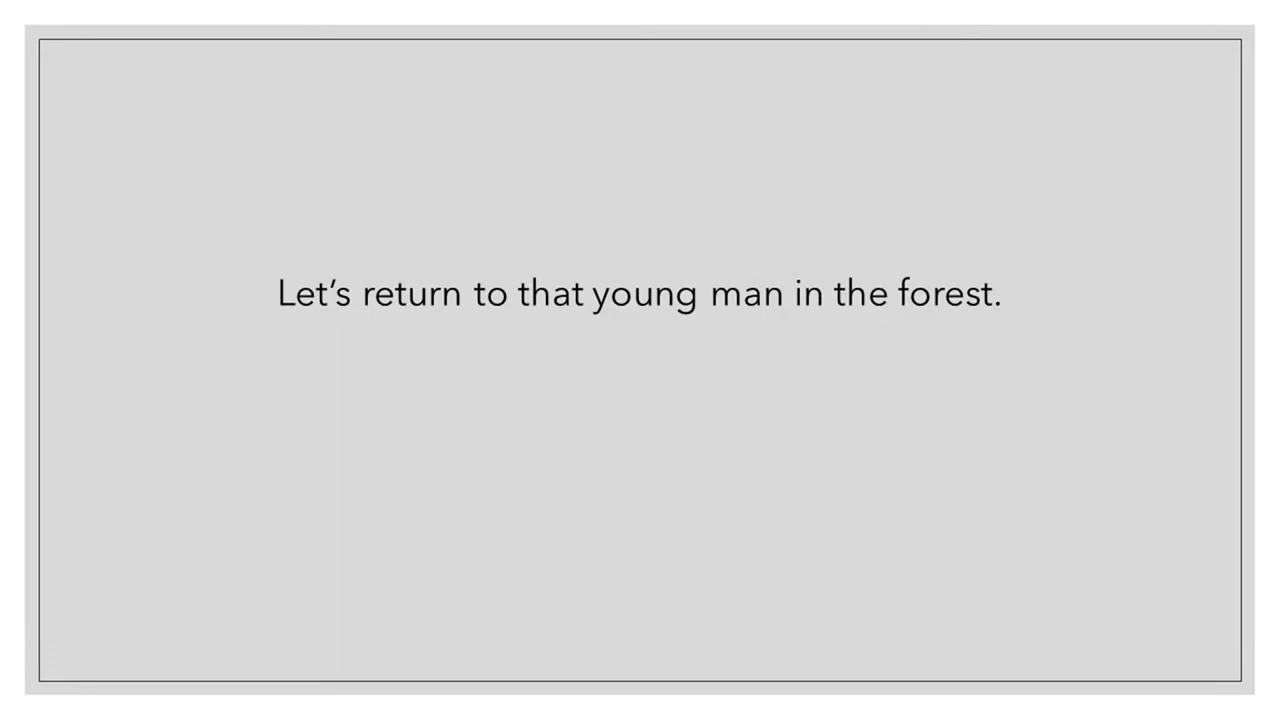 Let’s return to that young man in the forest.